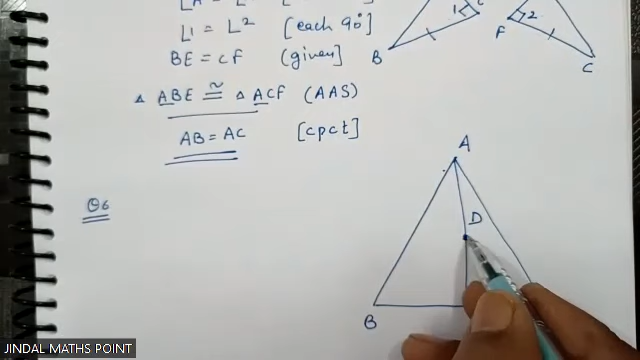 ∠1 = ∠2 [each 90°]
BE = CF (given)
△ ABE ≅ △ ACF (AAS)
AB = AC [cpct]
Q6
B
1
F
2
C
A
D
B
JINDAL MATHS POINT